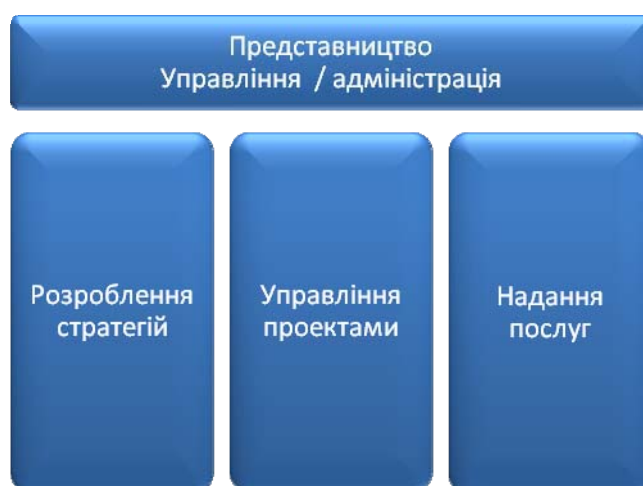 Представництво
Управління / адміністрація
Розроблення
стратегій
Управління
проектами
Надання
послуг